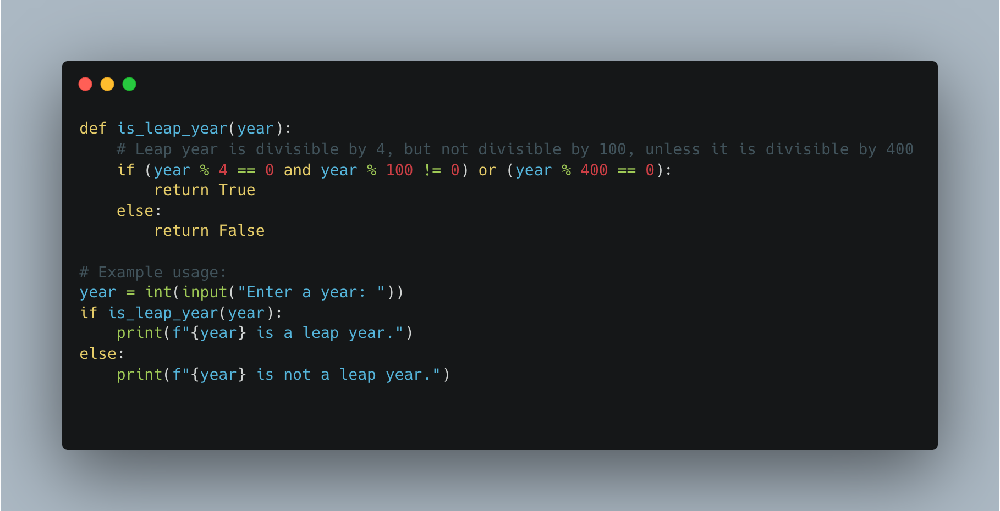 def is_leap_year(year):
    # Leap year is divisible by 4, but not divisible by 100, unless it is divisible by 400
    if (year % 4 == 0 and year % 100 != 0) or (year % 400 == 0):
        return True
    else:
        return False

# Example usage:
year = int(input("Enter a year: "))
if is_leap_year(year):
    print(f"{year} is a leap year.")
else:
    print(f"{year} is not a leap year.")